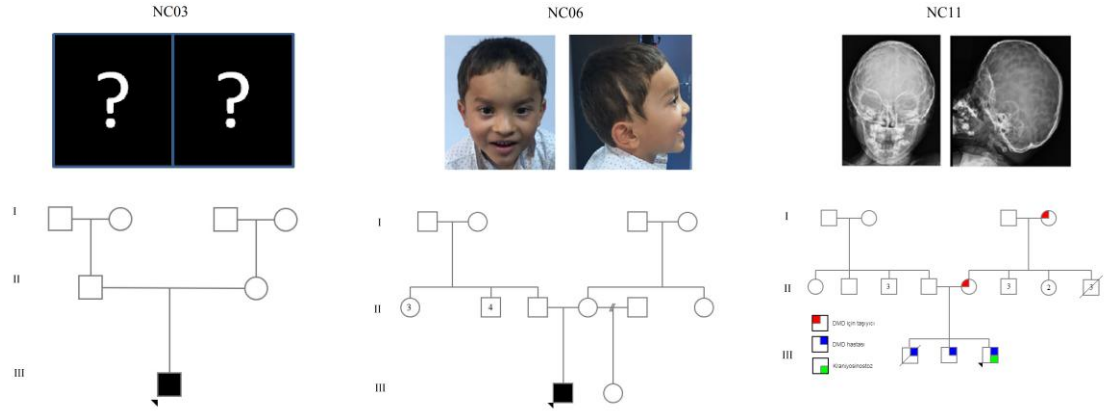 NC03
NC06
NC11
? ?
I
II
III
I
II
3
4
III
I
II
3
3
2
3
DMD için taşıyıcı
DMD hastası
Kraniyosinostoz
III